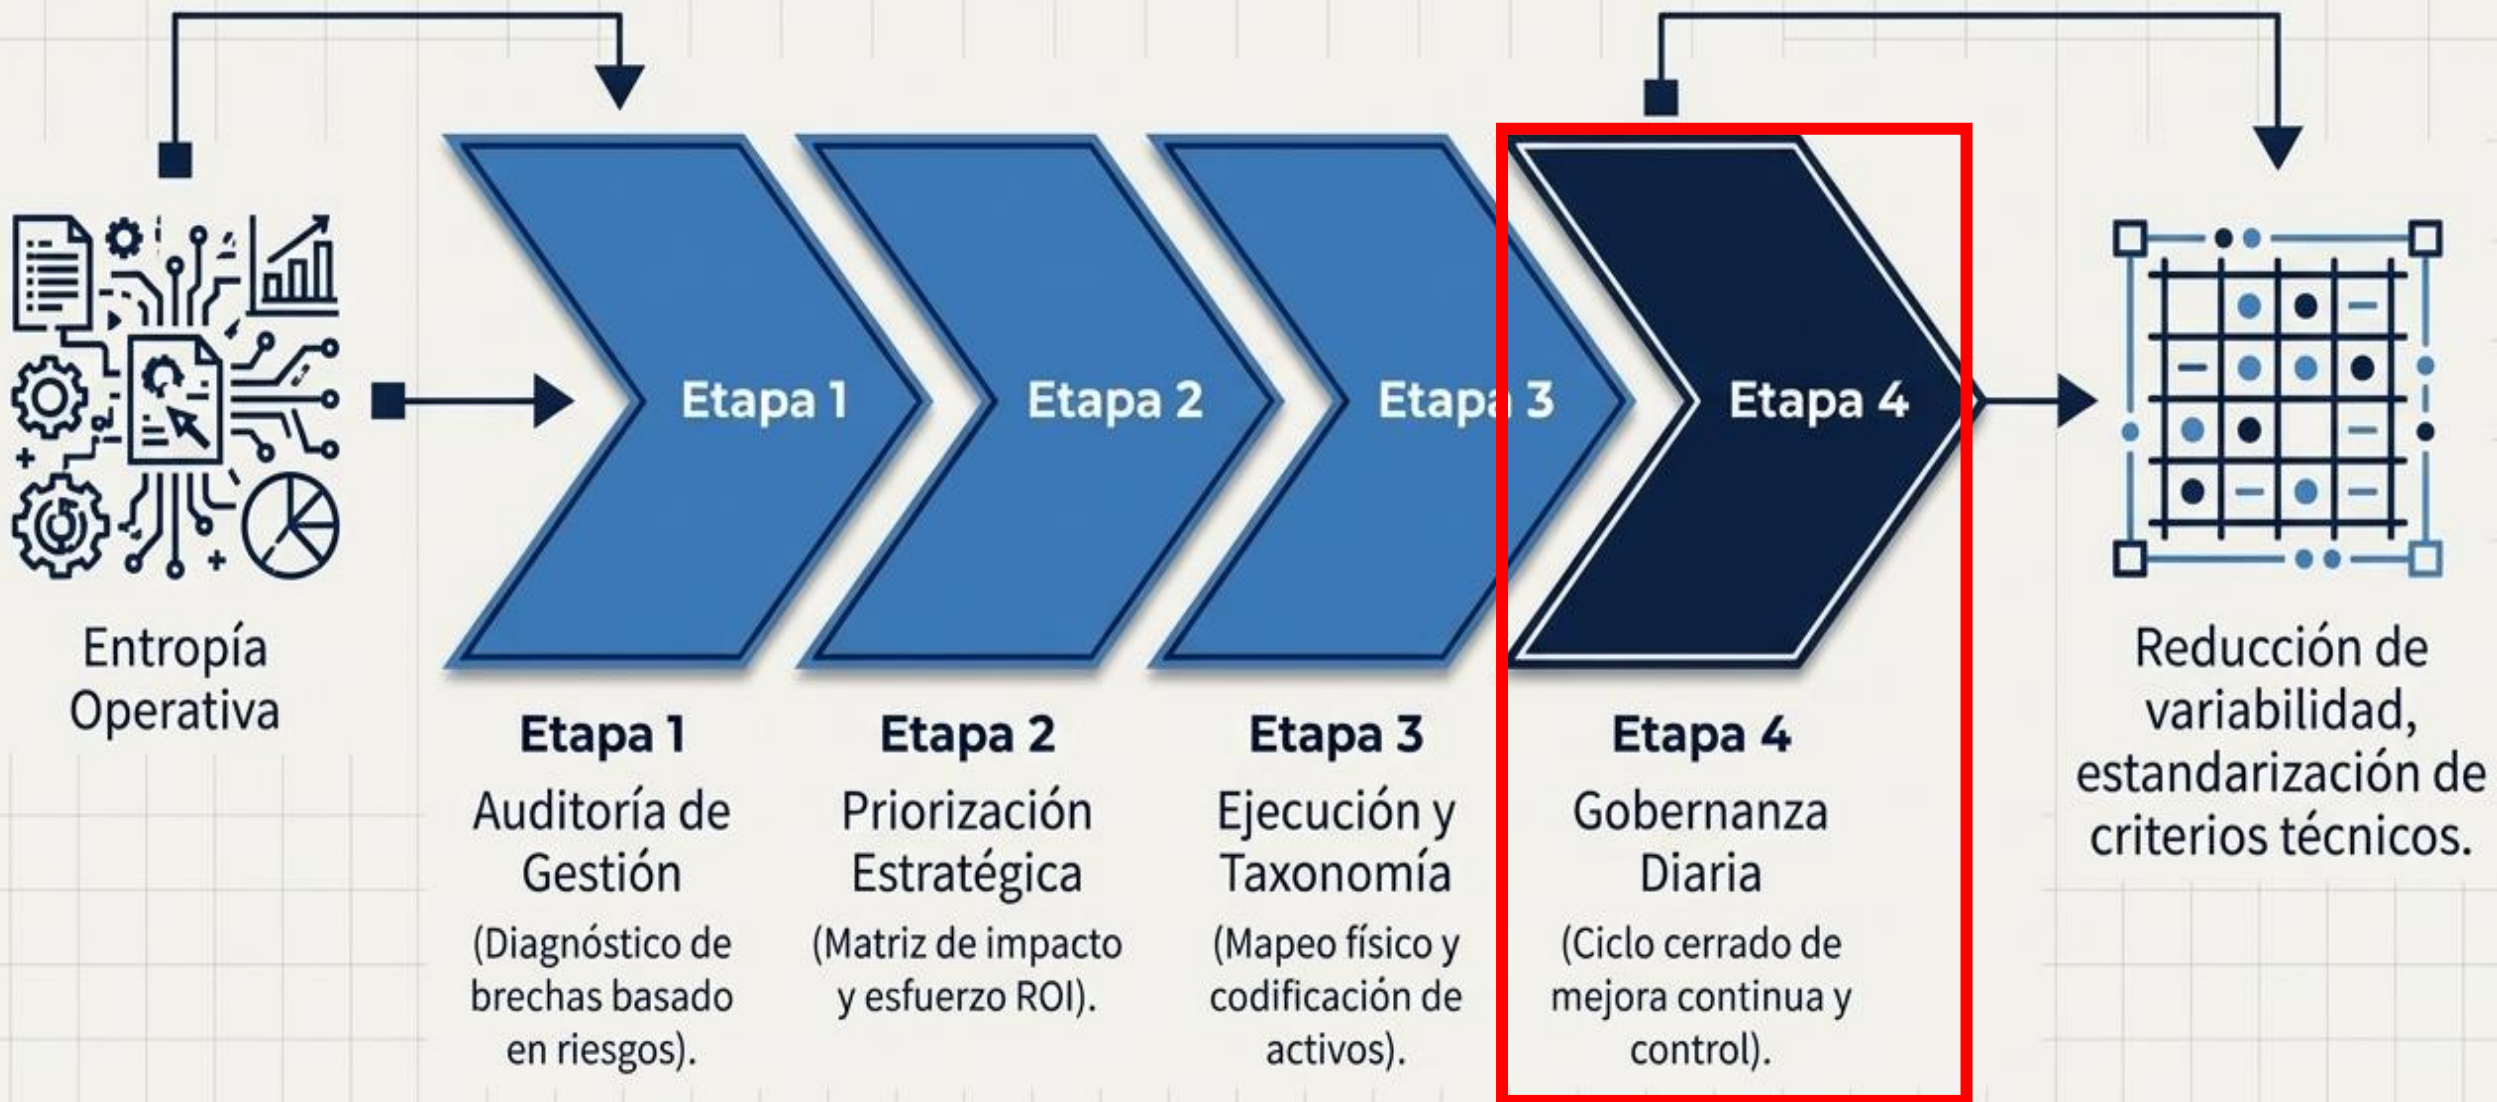 Entropía
Operativa
Etapa 1
Etapa 2
Etapa 3
Etapa 4
Etapa 1
Auditoría de
Gestión
(Diagnóstico de
brechas basado
en riesgos).
Etapa 2
Priorización
Estratégica
(Matriz de impacto
y esfuerzo ROI).
Etapa 3
Ejecución y
Taxonomía
(Mapeo físico y
codificación de
activos).
Etapa 4
Gobernanza
Diaria
(Ciclo cerrado de
mejora continua y
control).
Reducción de
variabilidad,
estandarización de
criterios técnicos.